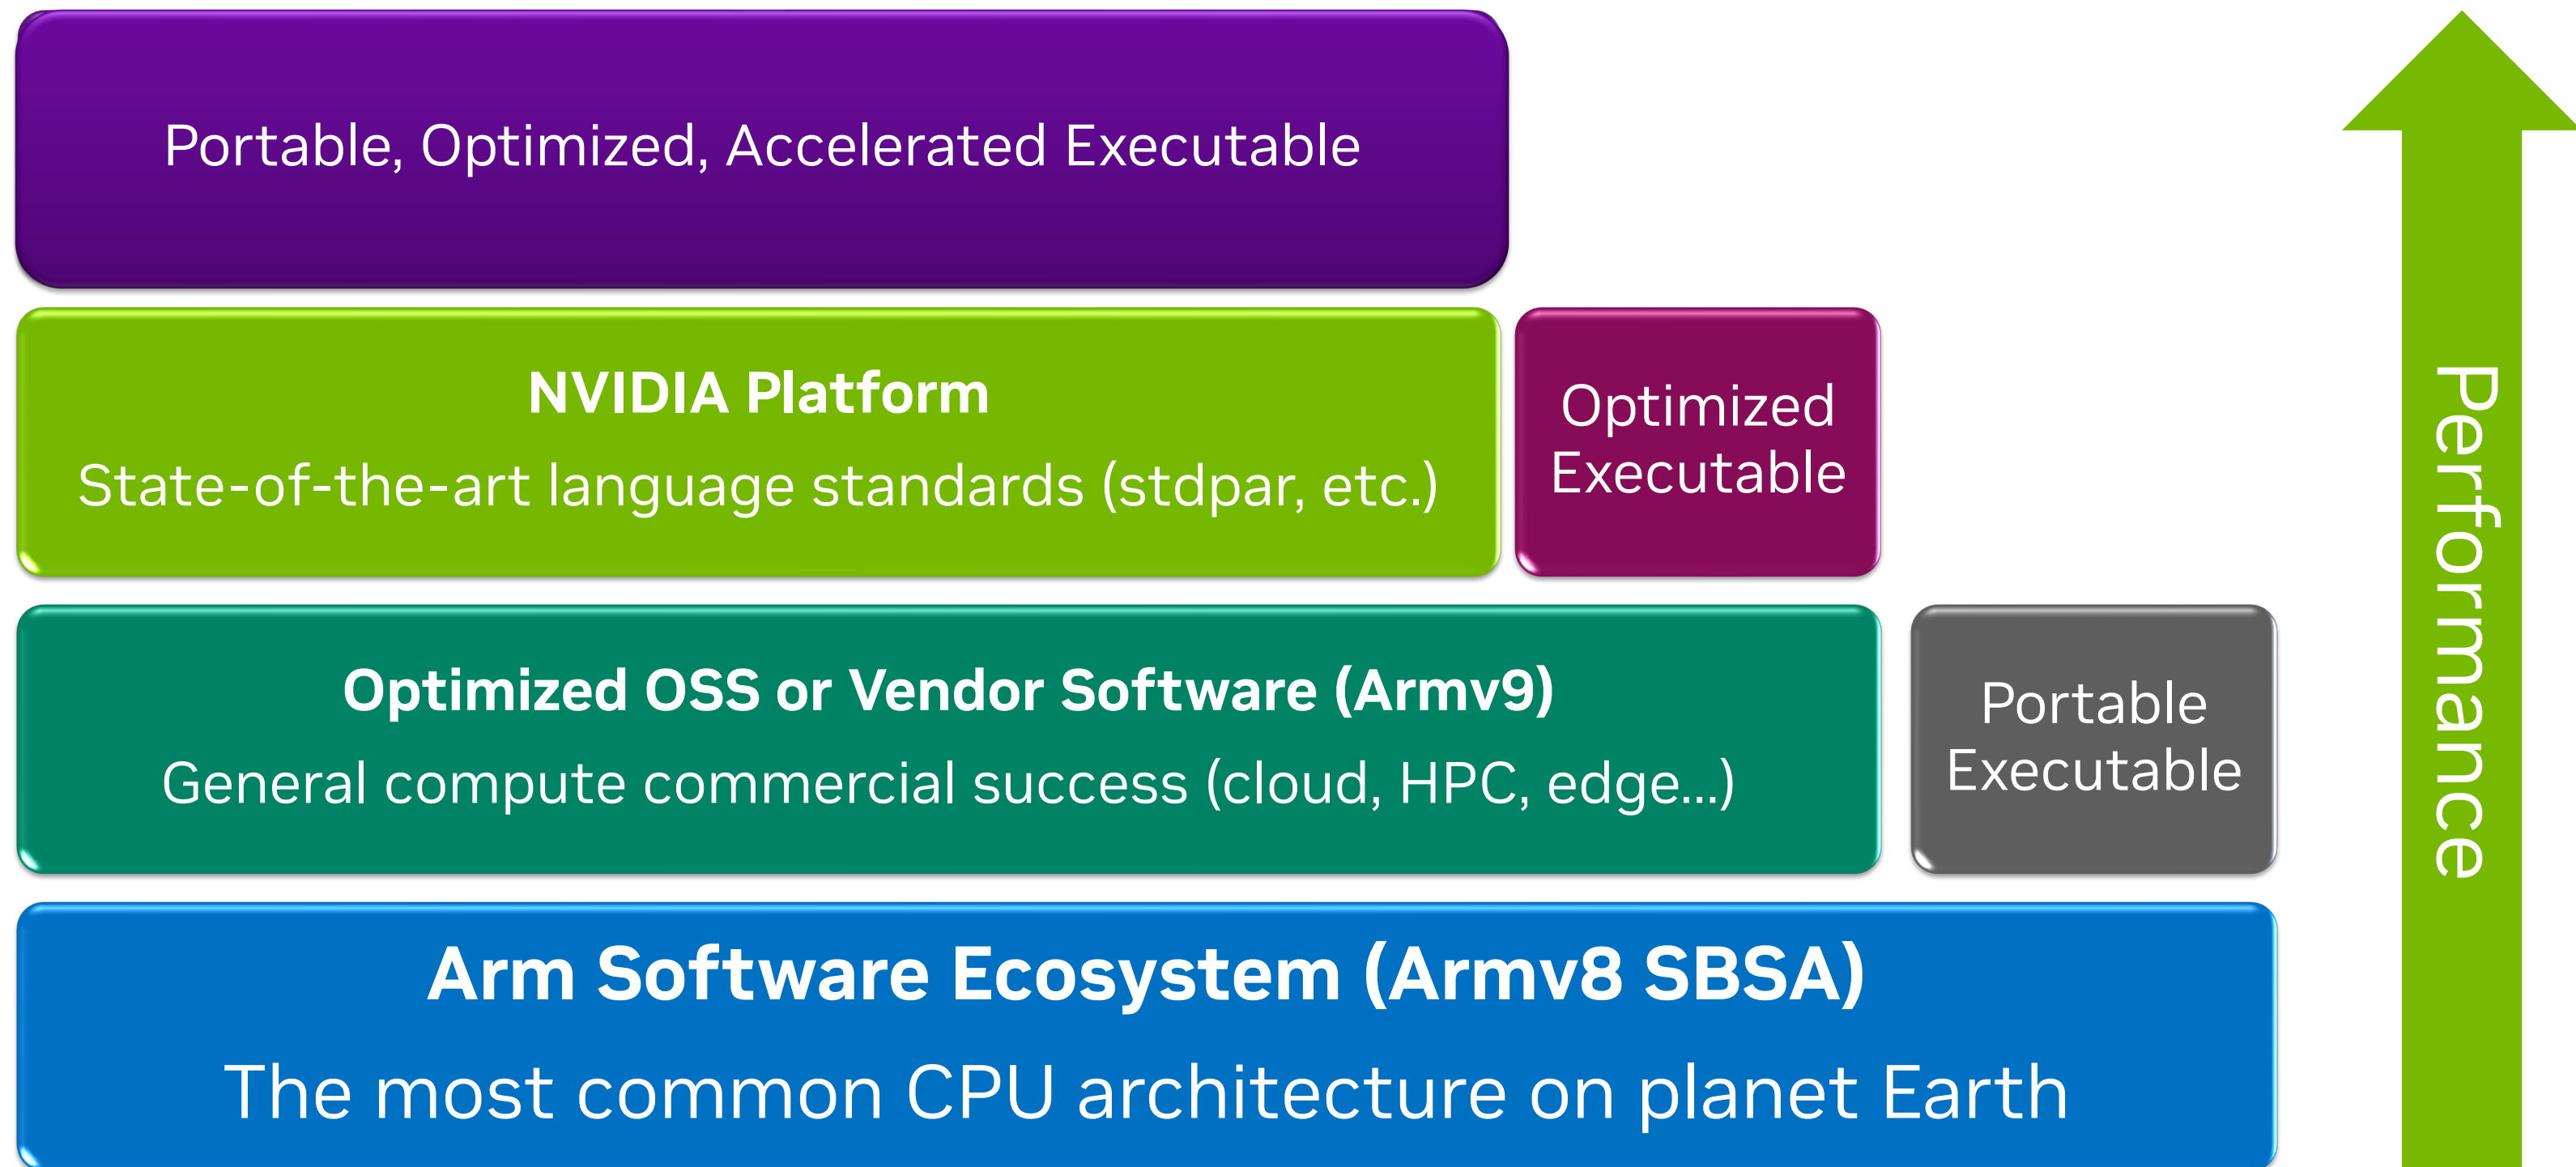 Portable, Optimized, Accelerated Executable
NVIDIA Platform
State-of-the-art language standards (stdpar, etc.)
Optimized
Executable
Optimized OSS or Vendor Software (Armv9)
General compute commercial success (cloud, HPC, edge...)
Portable
Executable
Arm Software Ecosystem (Armv8 SBSA)
The most common CPU architecture on planet Earth
Performance